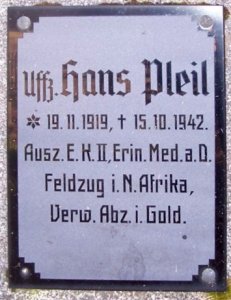 Uffz. Hans Pleil
✲ 19.11.1919, † 15.10.1942.
Ausz. E.K.II, Erin. Med. a. D.
Feldzug i. N. Afrika,
Verw. Abz. i. Gold.